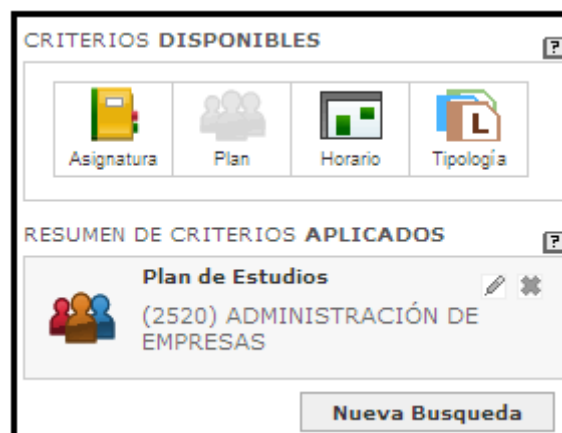 CRITERIOS DISPONIBLES
?
Asignatura Plan Horario L Tipología
RESUMEN DE CRITERIOS APLICADOS
?
Plan de Estudios
(2520) ADMINISTRACIÓN DE
EMPRESAS
Nueva Busqueda